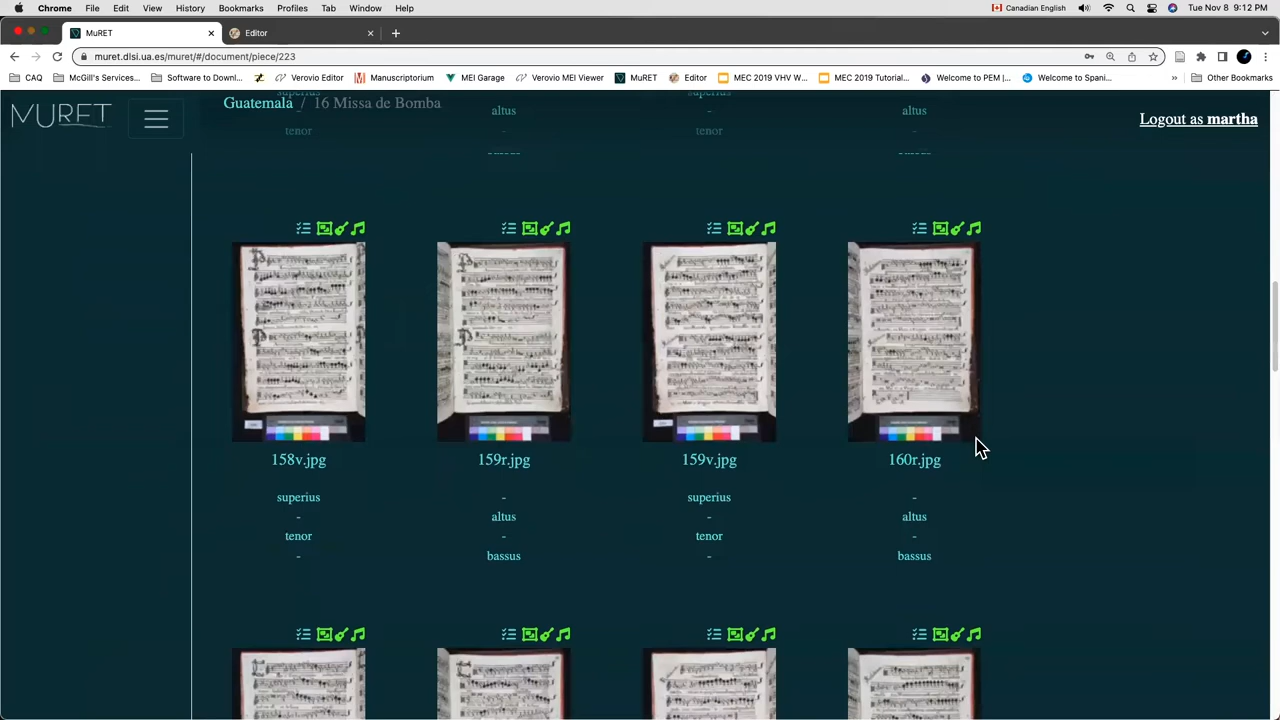 Chrome File Edit View History Bookmarks Profiles Tab Window Help Canadian English Tue Nov 8 9:12 PM
MuRET Editor
muret.dlsi.ua.es/muret/#/document/piece/223
CAQ McGill's Services... Software to Downl... Verovio Editor Manuscriptorium MEI Garage Verovio MEI Viewer MuRET Editor MEC 2019 VHV W... MEC 2019 Tutorial... Welcome to PEM |... Welcome to Spani... Other Bookmarks
MURET
Guatemala / 16 Missa de Bomba
Logout as martha
superius altus superius altus
- - - -
tenor tenor
158v.jpg 159r.jpg 159v.jpg 160r.jpg
superius - superius -
- altus - altus
tenor - tenor -
- bassus - bassus